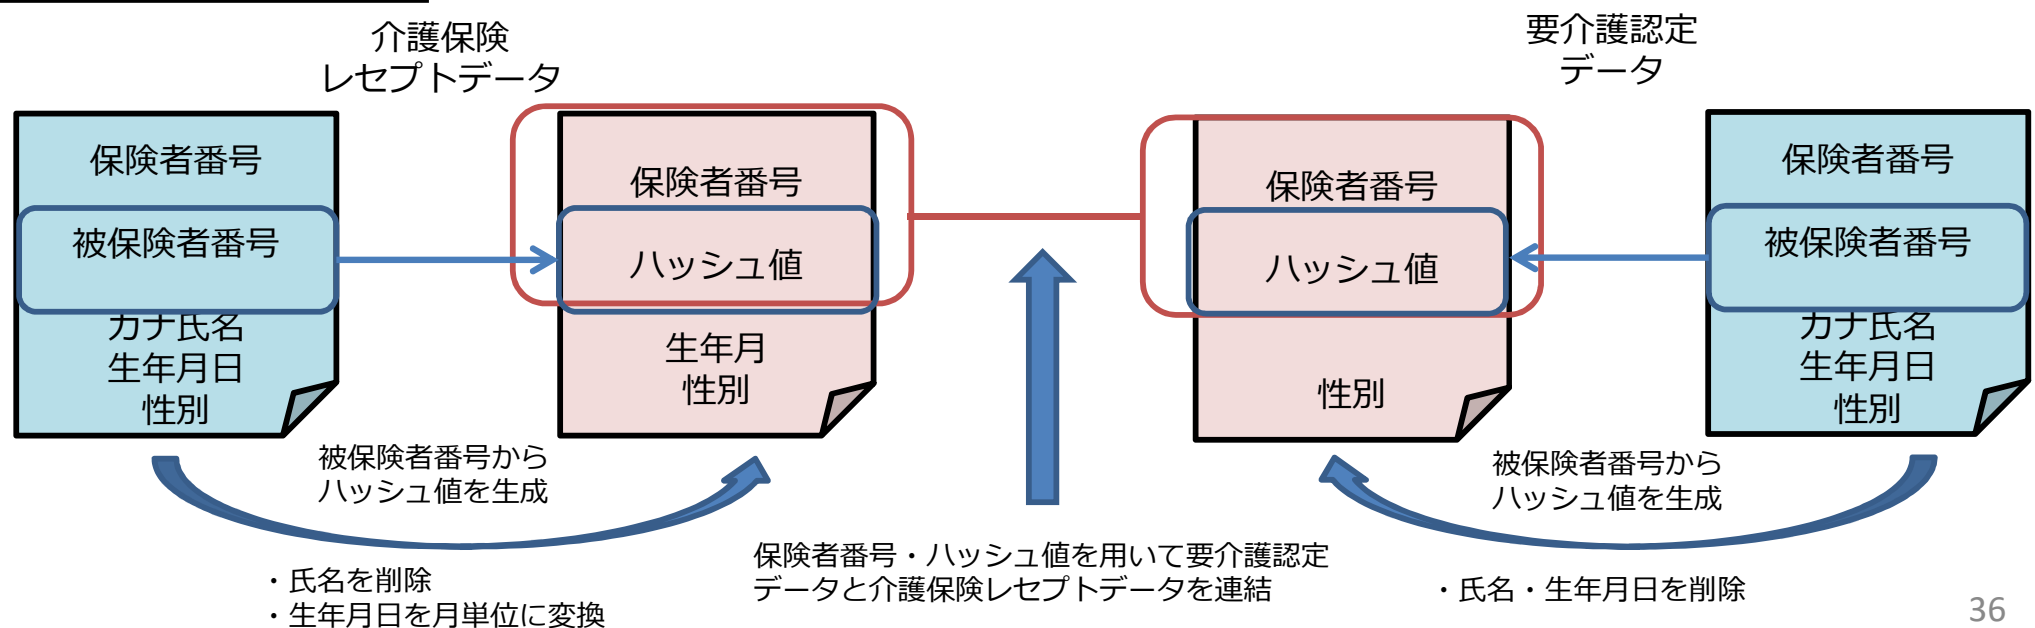 介護保険
レセプトデータ
要介護認定
データ
保険者番号
被保険者番号
カナ氏名
生年月日
性別
保険者番号
ハッシュ値
生年月
性別
保険者番号
ハッシュ値
性別
保険者番号
被保険者番号
カナ氏名
生年月日
性別
被保険者番号から
ハッシュ値を生成
・氏名を削除
・生年月日を月単位に変換
保険者番号・ハッシュ値を用いて要介護認定
データと介護保険レセプトデータを連結
被保険者番号から
ハッシュ値を生成
・氏名・生年月日を削除
36